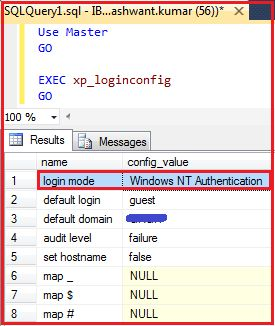 SQLQuery1.sql - IB...ashwant.kumar (56))*
Use Master
GO
EXEC xp_loginconfig
GO
100 %
Results Messages
name config_value
1 login mode Windows NT Authentication
2 default login guest
3 default domain
4 audit level failure
5 set hostname false
6 map _ NULL
7 map $ NULL
8 map # NULL